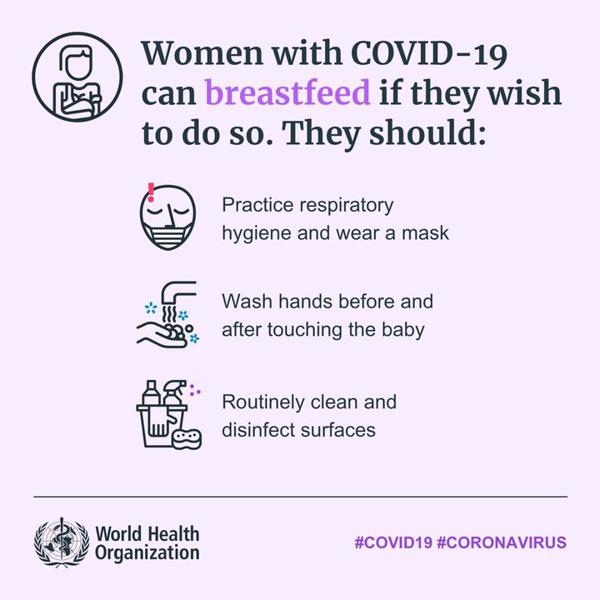 Women with COVID-19
can breastfeed if they wish
to do so. They should:
Practice respiratory
hygiene and wear a mask
Wash hands before and
after touching the baby
Routinely clean and
disinfect surfaces
World Health
Organization
#COVID19 #CORONAVIRUS